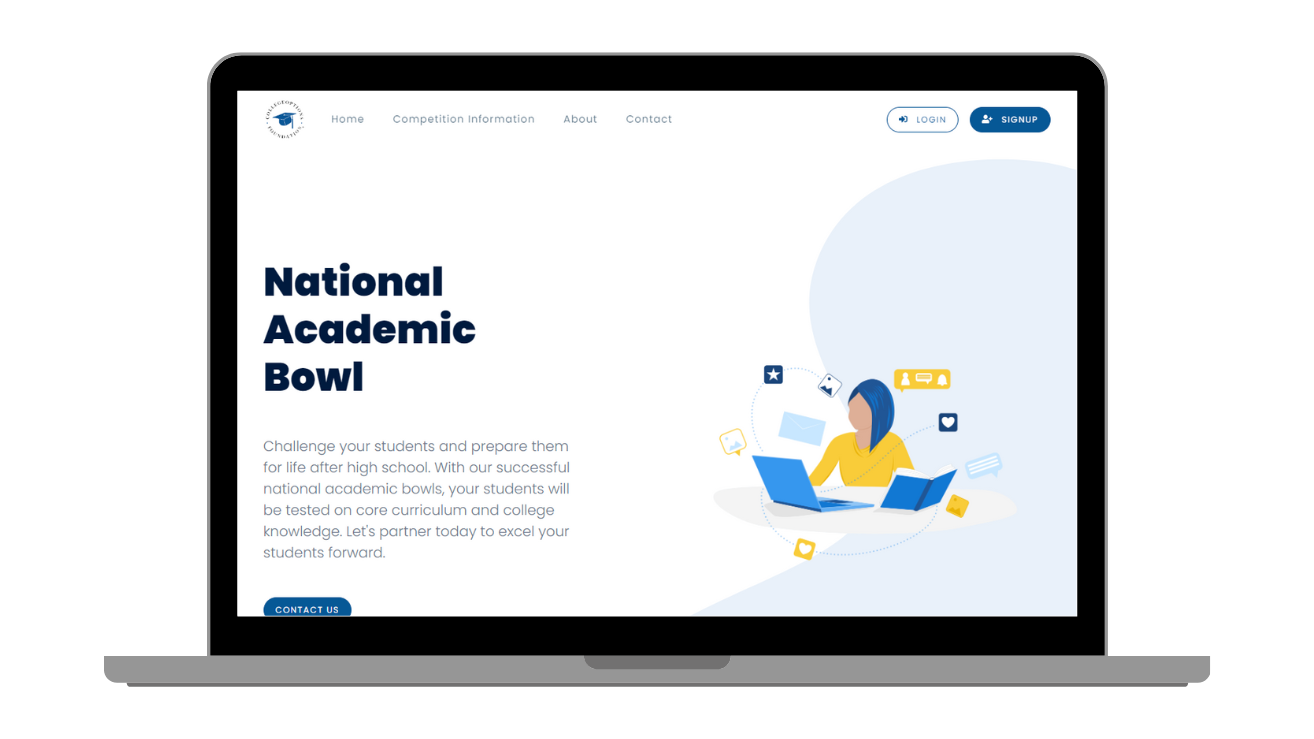 COLLEGEOPTIONS
FOUNDATION
Home
Competition Information
About
Contact
LOGIN
SIGNUP
National
Academic
Bowl
Challenge your students and prepare them
for life after high school. With our successful
national academic bowls, your students will
be tested on core curriculum and college
knowledge. Let's partner today to excel your
students forward.
CONTACT US